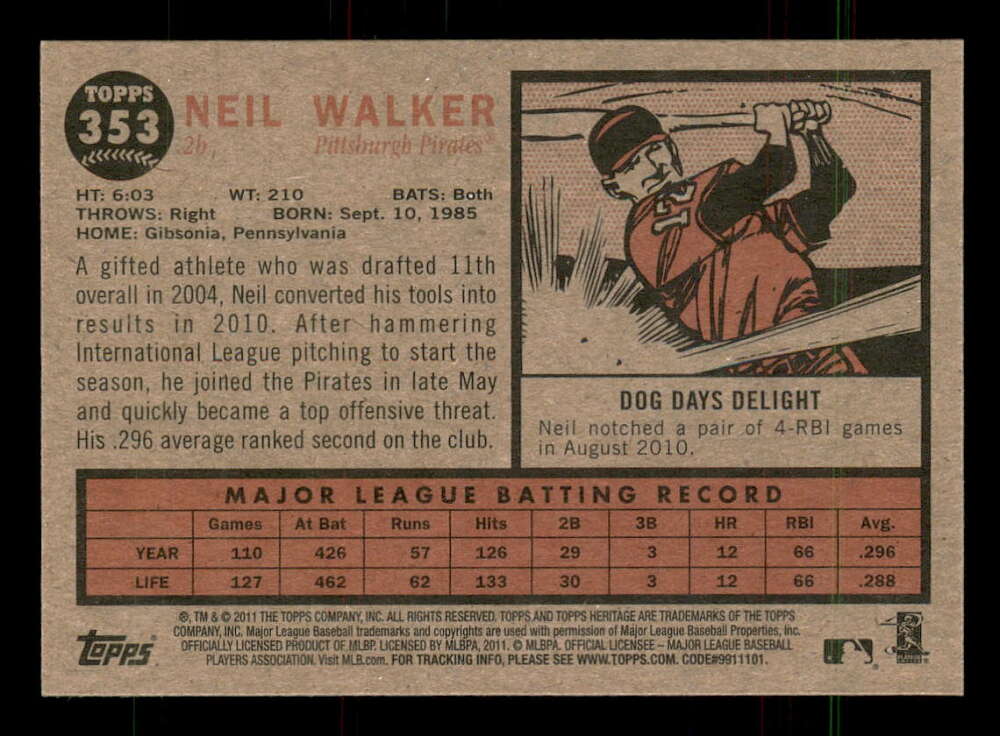 TOPPS
353
NEIL WALKER
2b Pittsburgh Pirates®
HT: 6:03 WT: 210 BATS: Both
THROWS: Right BORN: Sept. 10, 1985
HOME: Gibsonia, Pennsylvania
A gifted athlete who was drafted 11th
overall in 2004, Neil converted his tools into
results in 2010. After hammering
International League pitching to start the
season, he joined the Pirates in late May
and quickly became a top offensive threat.
His .296 average ranked second on the club.
DOG DAYS DELIGHT
Neil notched a pair of 4-RBI games
in August 2010.
MAJOR LEAGUE BATTING RECORD
Games At Bat Runs Hits 2B 3B HR RBI Avg.
YEAR 110 426 57 126 29 3 12 66 .296
LIFE 127 462 62 133 30 3 12 66 .288
®, TM & © 2011 THE TOPPS COMPANY, INC. ALL RIGHTS RESERVED. TOPPS AND TOPPS HERITAGE ARE TRADEMARKS OF THE TOPPS
COMPANY, INC. Major League Baseball trademarks and copyrights are used with permission of Major League Baseball Properties, Inc.
OFFICIALLY LICENSED PRODUCT OF MLBP. LICENSED BY MLBPA, 2011. © MLBPA. OFFICIAL LICENSEE – MAJOR LEAGUE BASEBALL
PLAYERS ASSOCIATION. Visit MLB.com. FOR TRACKING INFO, PLEASE SEE WWW.TOPPS.COM. CODE#9911101.
topps